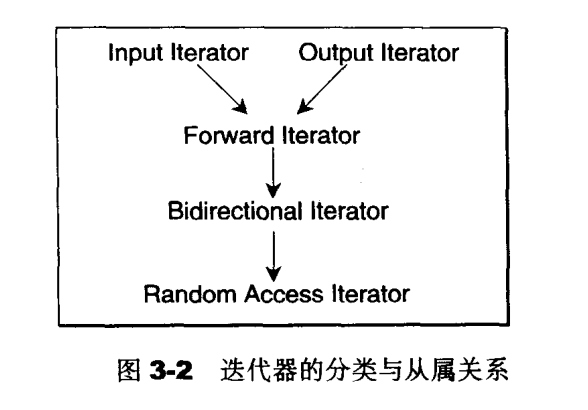 Input Iterator Output Iterator
Forward Iterator
Bidirectional Iterator
Random Access Iterator
图 3-2 迭代器的分类与从属关系